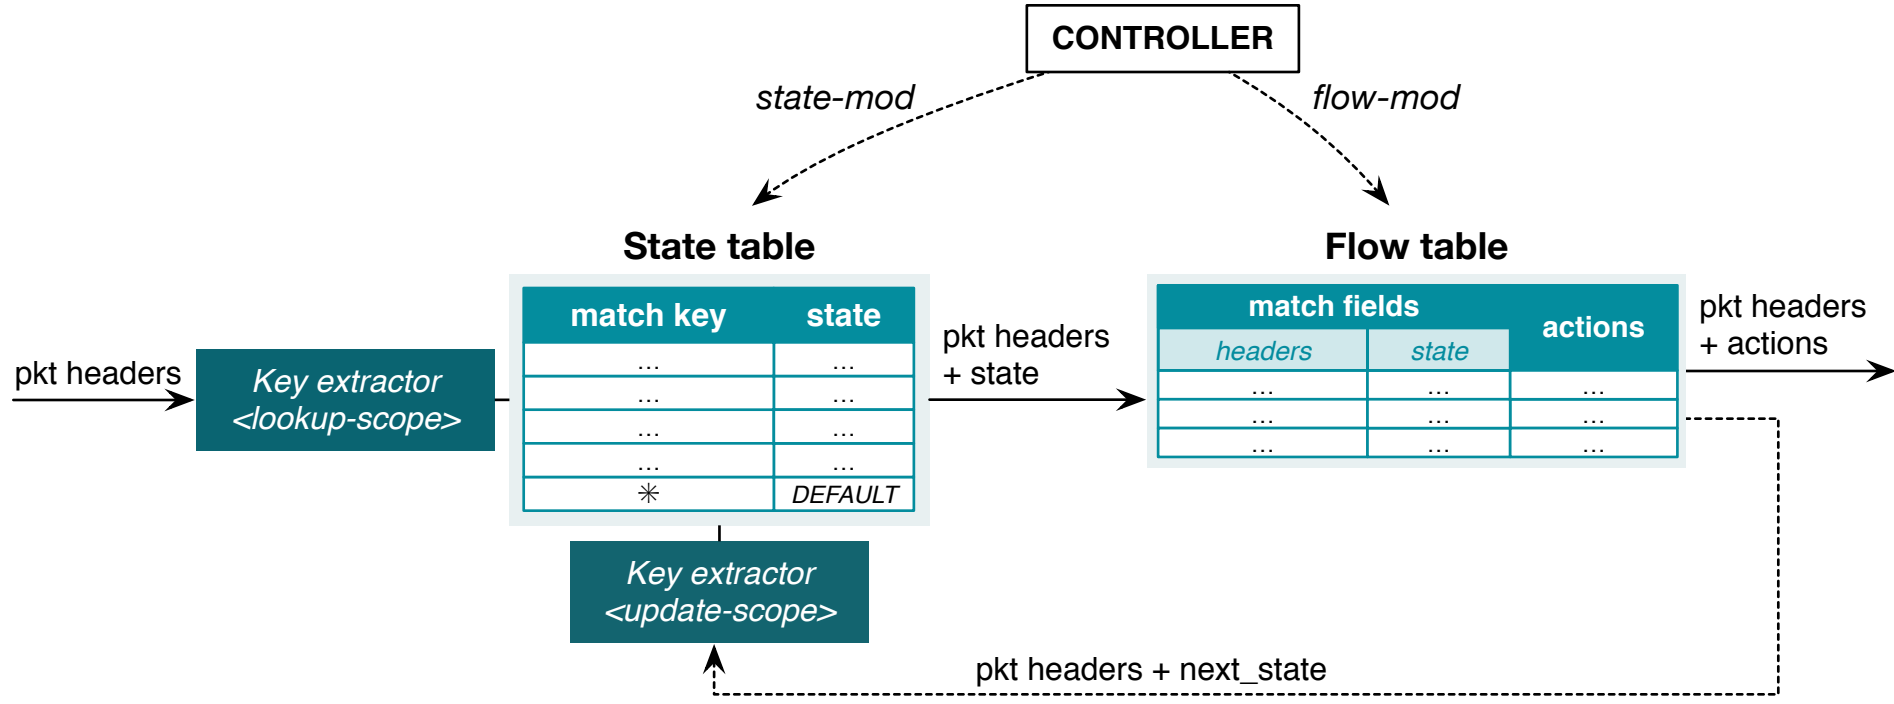 CONTROLLER
state-mod
flow-mod
State table
Flow table
pkt headers
Key extractor
<lookup-scope>
match key state
... ...
... ...
... ...
... ...
✳ DEFAULT
pkt headers
+ state
match fields actions
headers state
... ... ...
... ... ...
... ... ...
pkt headers
+ actions
Key extractor
<update-scope>
pkt headers + next_state